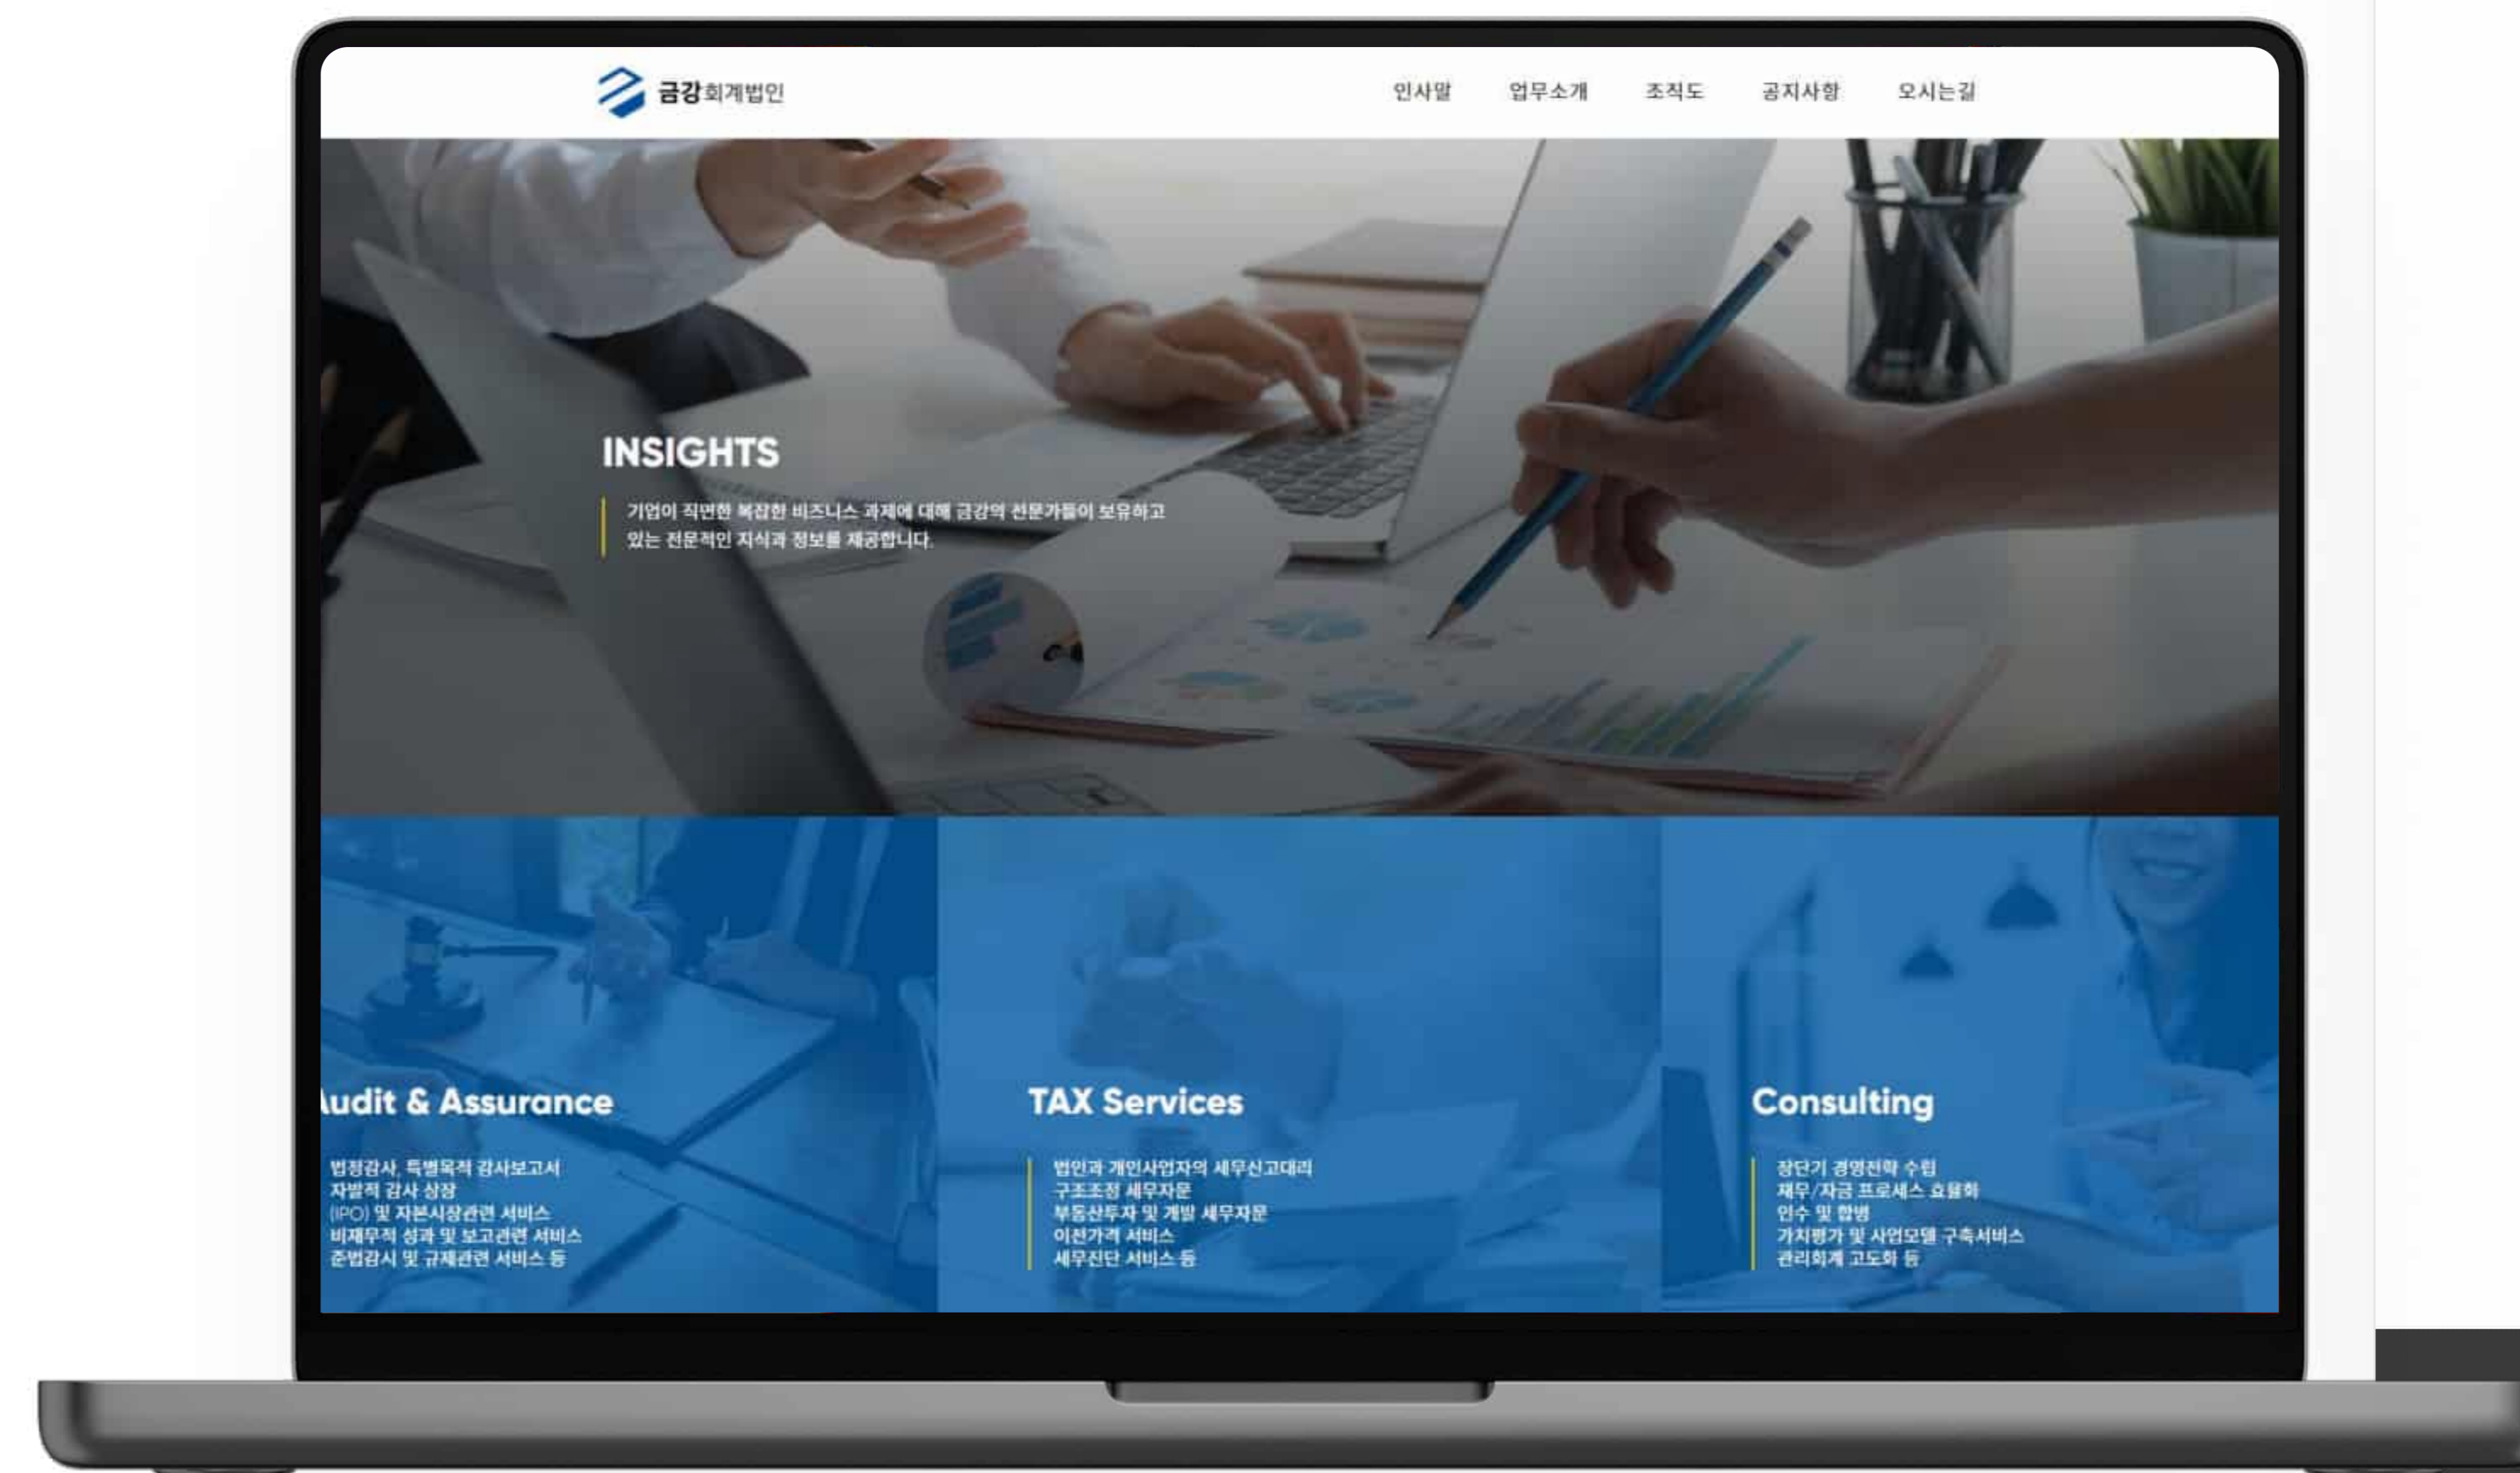 금강회계법인
인사말 업무소개 조직도 공지사항 오시는길
INSIGHTS
기업이 직면한 복잡한 비즈니스 과제에 대해 금강의 전문가들이 보유하고
있는 전문적인 지식과 정보를 제공합니다.
Audit & Assurance
법정감사, 특별목적 감사보고서
자발적 감사 상장
(IPO) 및 자본시장관련 서비스
비재무적 성과 및 보고관련 서비스
준법감시 및 규제관련 서비스 등
TAX Services
법인과 개인사업자의 세무신고대리
구조조정 세무자문
부동산투자 및 개발 세무자문
이전가격 서비스
세무진단 서비스 등
Consulting
장단기 경영전략 수립
재무/자금 프로세스 효율화
인수 및 합병
가치평가 및 사업모델 구축서비스
관리회계 고도화 등